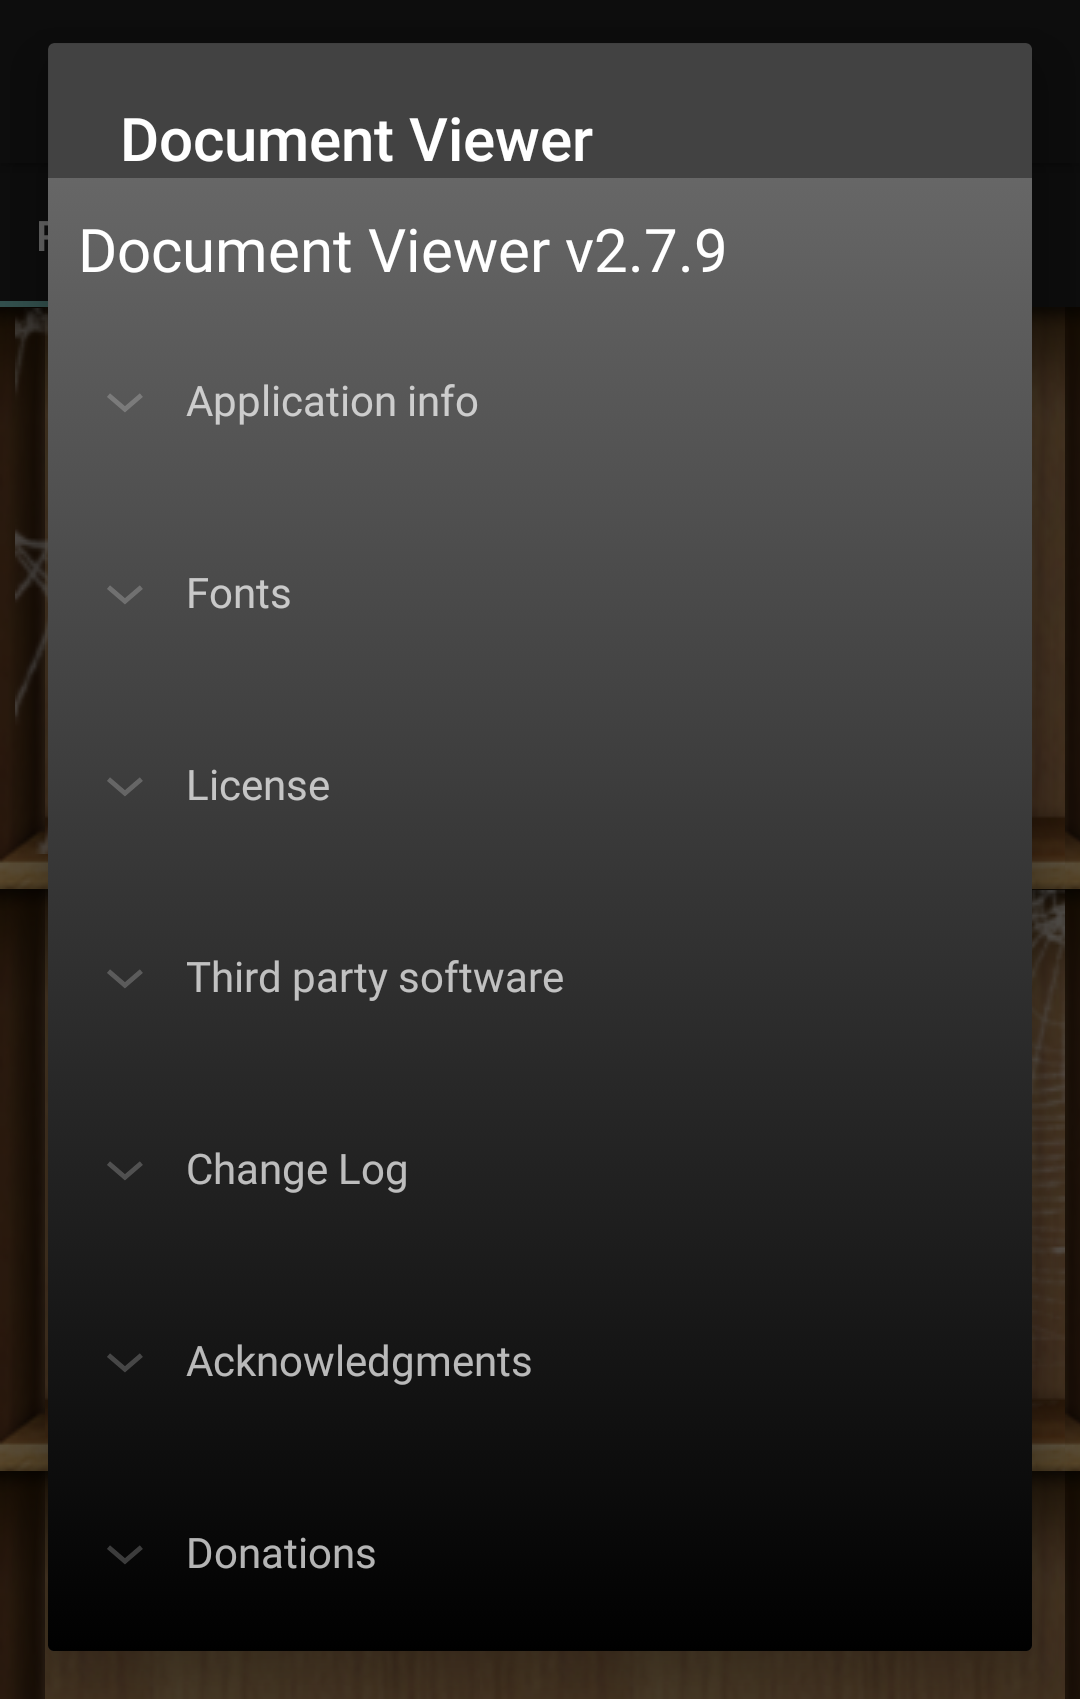 Document Viewer
Document Viewer v2.7.9
Application info
Fonts
License
Third party software
Change Log
Acknowledgments
Donations